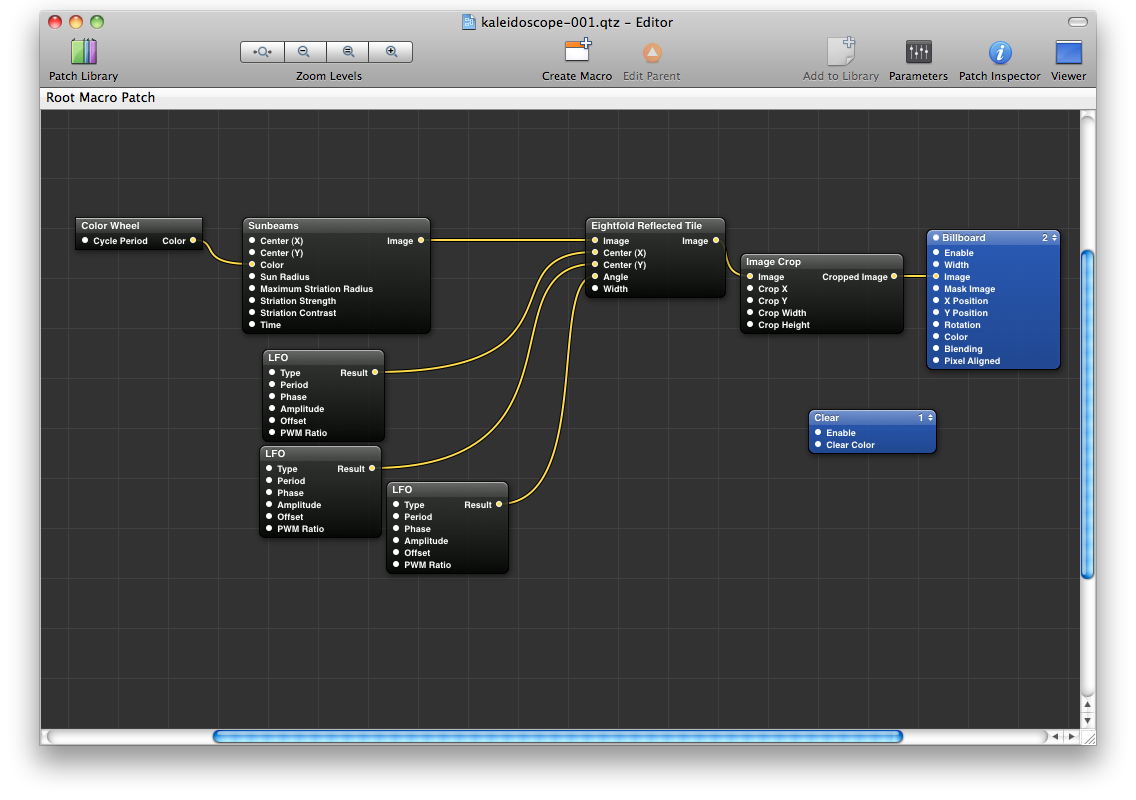 kaleidoscope-001.qtz – Editor
Patch Library
Zoom Levels
Create Macro
Edit Parent
Add to Library
Parameters
Patch Inspector
Viewer
Root Macro Patch
Color Wheel
Cycle Period Color
Sunbeams
Center (X) Image
Center (Y)
Color
Sun Radius
Maximum Striation Radius
Striation Strength
Striation Contrast
Time
LFO
Type Result
Period
Phase
Amplitude
Offset
PWM Ratio
LFO
Type Result
Period
Phase
Amplitude
Offset
PWM Ratio
LFO
Type Result
Period
Phase
Amplitude
Offset
PWM Ratio
Eightfold Reflected Tile
Image Image
Center (X)
Center (Y)
Angle
Width
Image Crop
Image Cropped Image
Crop X
Crop Y
Crop Width
Crop Height
Billboard 2
Enable
Width
Image
Mask Image
X Position
Y Position
Rotation
Color
Blending
Pixel Aligned
Clear 1
Enable
Clear Color